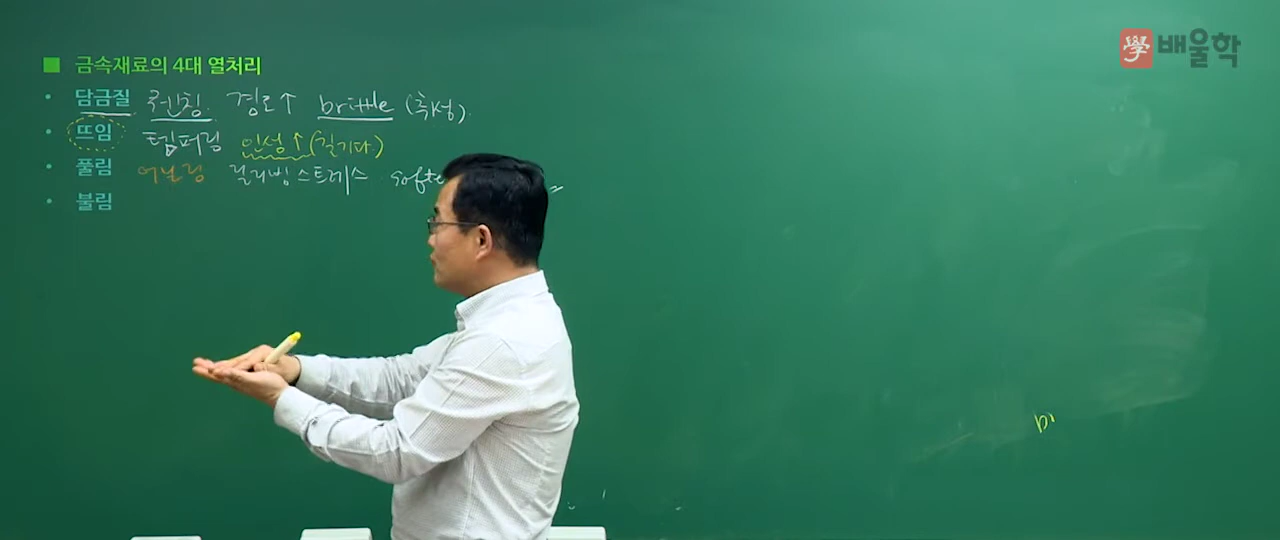 學 배울학
■ 금속재료의 4대 열처리
• 담금질 퀜칭. 경도↑ brittle (취성).
• 뜨임 템퍼링 인성↑ (질기다)
• 풀림 어닐링 릴리빙스트레스. softe
• 불림